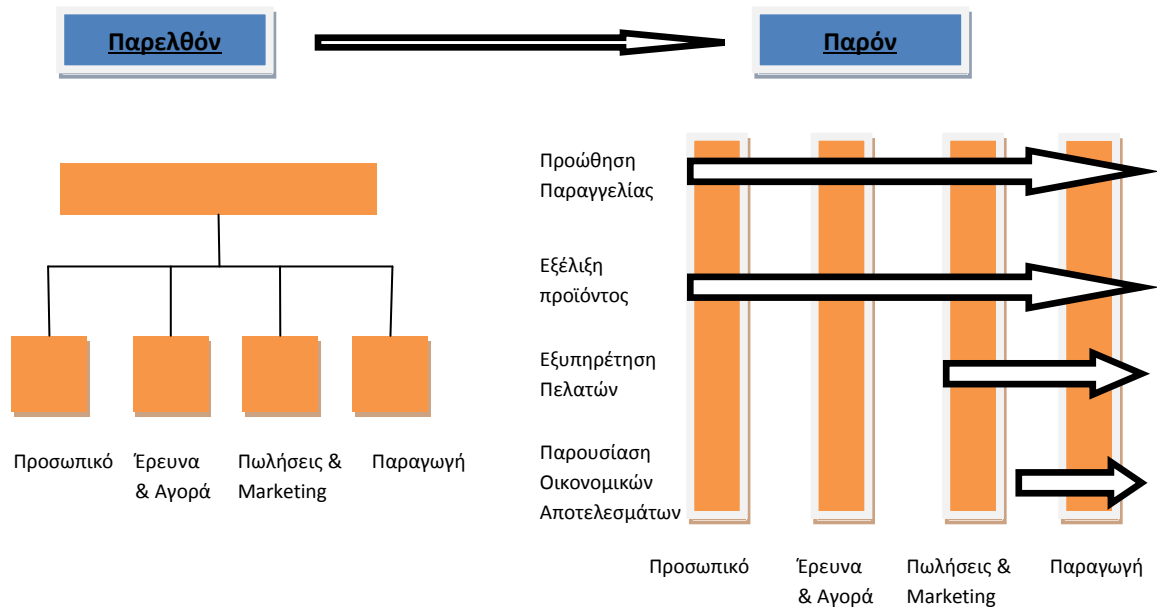 Παρελθόν
Παρόν
Προσωπικό
Έρευνα
& Αγορά
Πωλήσεις &
Marketing
Παραγωγή
Προώθηση
Παραγγελίας
Εξέλιξη
προϊόντος
Εξυπηρέτηση
Πελατών
Παρουσίαση
Οικονομικών
Αποτελεσμάτων
Προσωπικό
Έρευνα
& Αγορά
Πωλήσεις &
Marketing
Παραγωγή